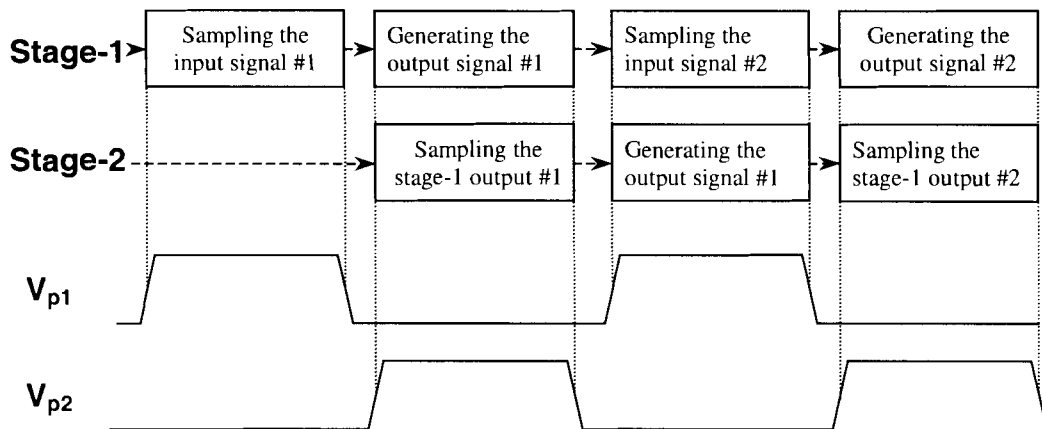 Stage-1
Sampling the
input signal #1
Generating the
output signal #1
Sampling the
input signal #2
Generating the
output signal #2
Stage-2
Sampling the
stage-1 output #1
Generating the
output signal #1
Sampling the
stage-1 output #2
Vp1
Vp2